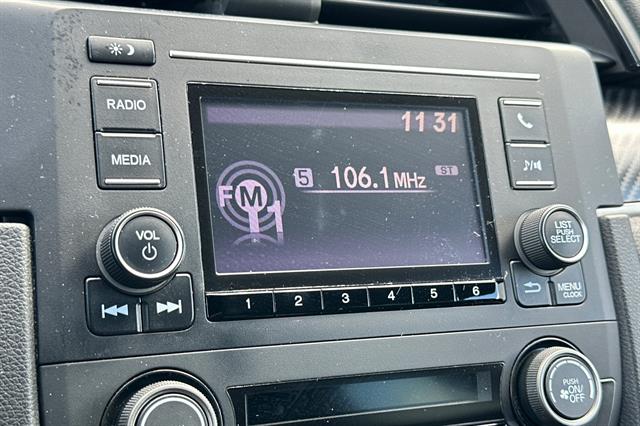 RADIO
MEDIA
VOL
11 31
5 106.1 MHz ST
FM
1
1 2 3 4 5 6
LIST
PUSH
SELECT
MENU
CLOCK
PUSH
ON/
OFF